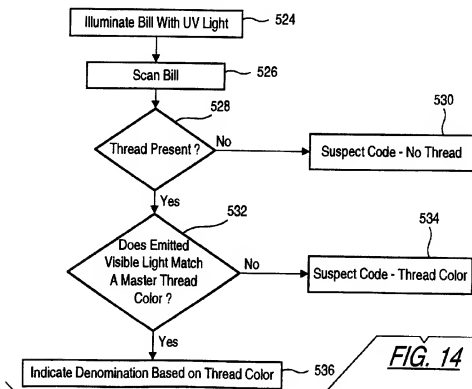 Illuminate Bill With UV Light
524
Scan Bill
526
528
Thread Present ?
No
530
Suspect Code - No Thread
Yes
532
Does Emitted
Visible Light Match
A Master Thread
Color ?
No
534
Suspect Code - Thread Color
Yes
Indicate Denomination Based on Thread Color
536
FIG. 14